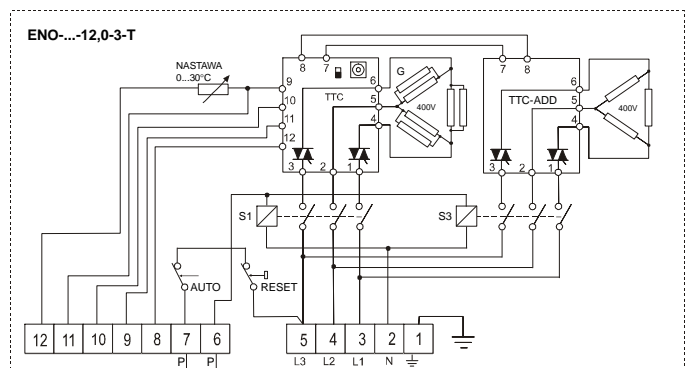 ENO-...-12,0-3-T
8 7 7 8
NASTAWA
0...30°C
9
10
11
12
TTC
6
5
4
G
400V
3 2 1
TTC-ADD
6
5
4
400V
3 2 1
S1
S3
AUTO
RESET
12 11 10 9 8 7 6 5 4 3 2 1
P P L3 L2 L1 N